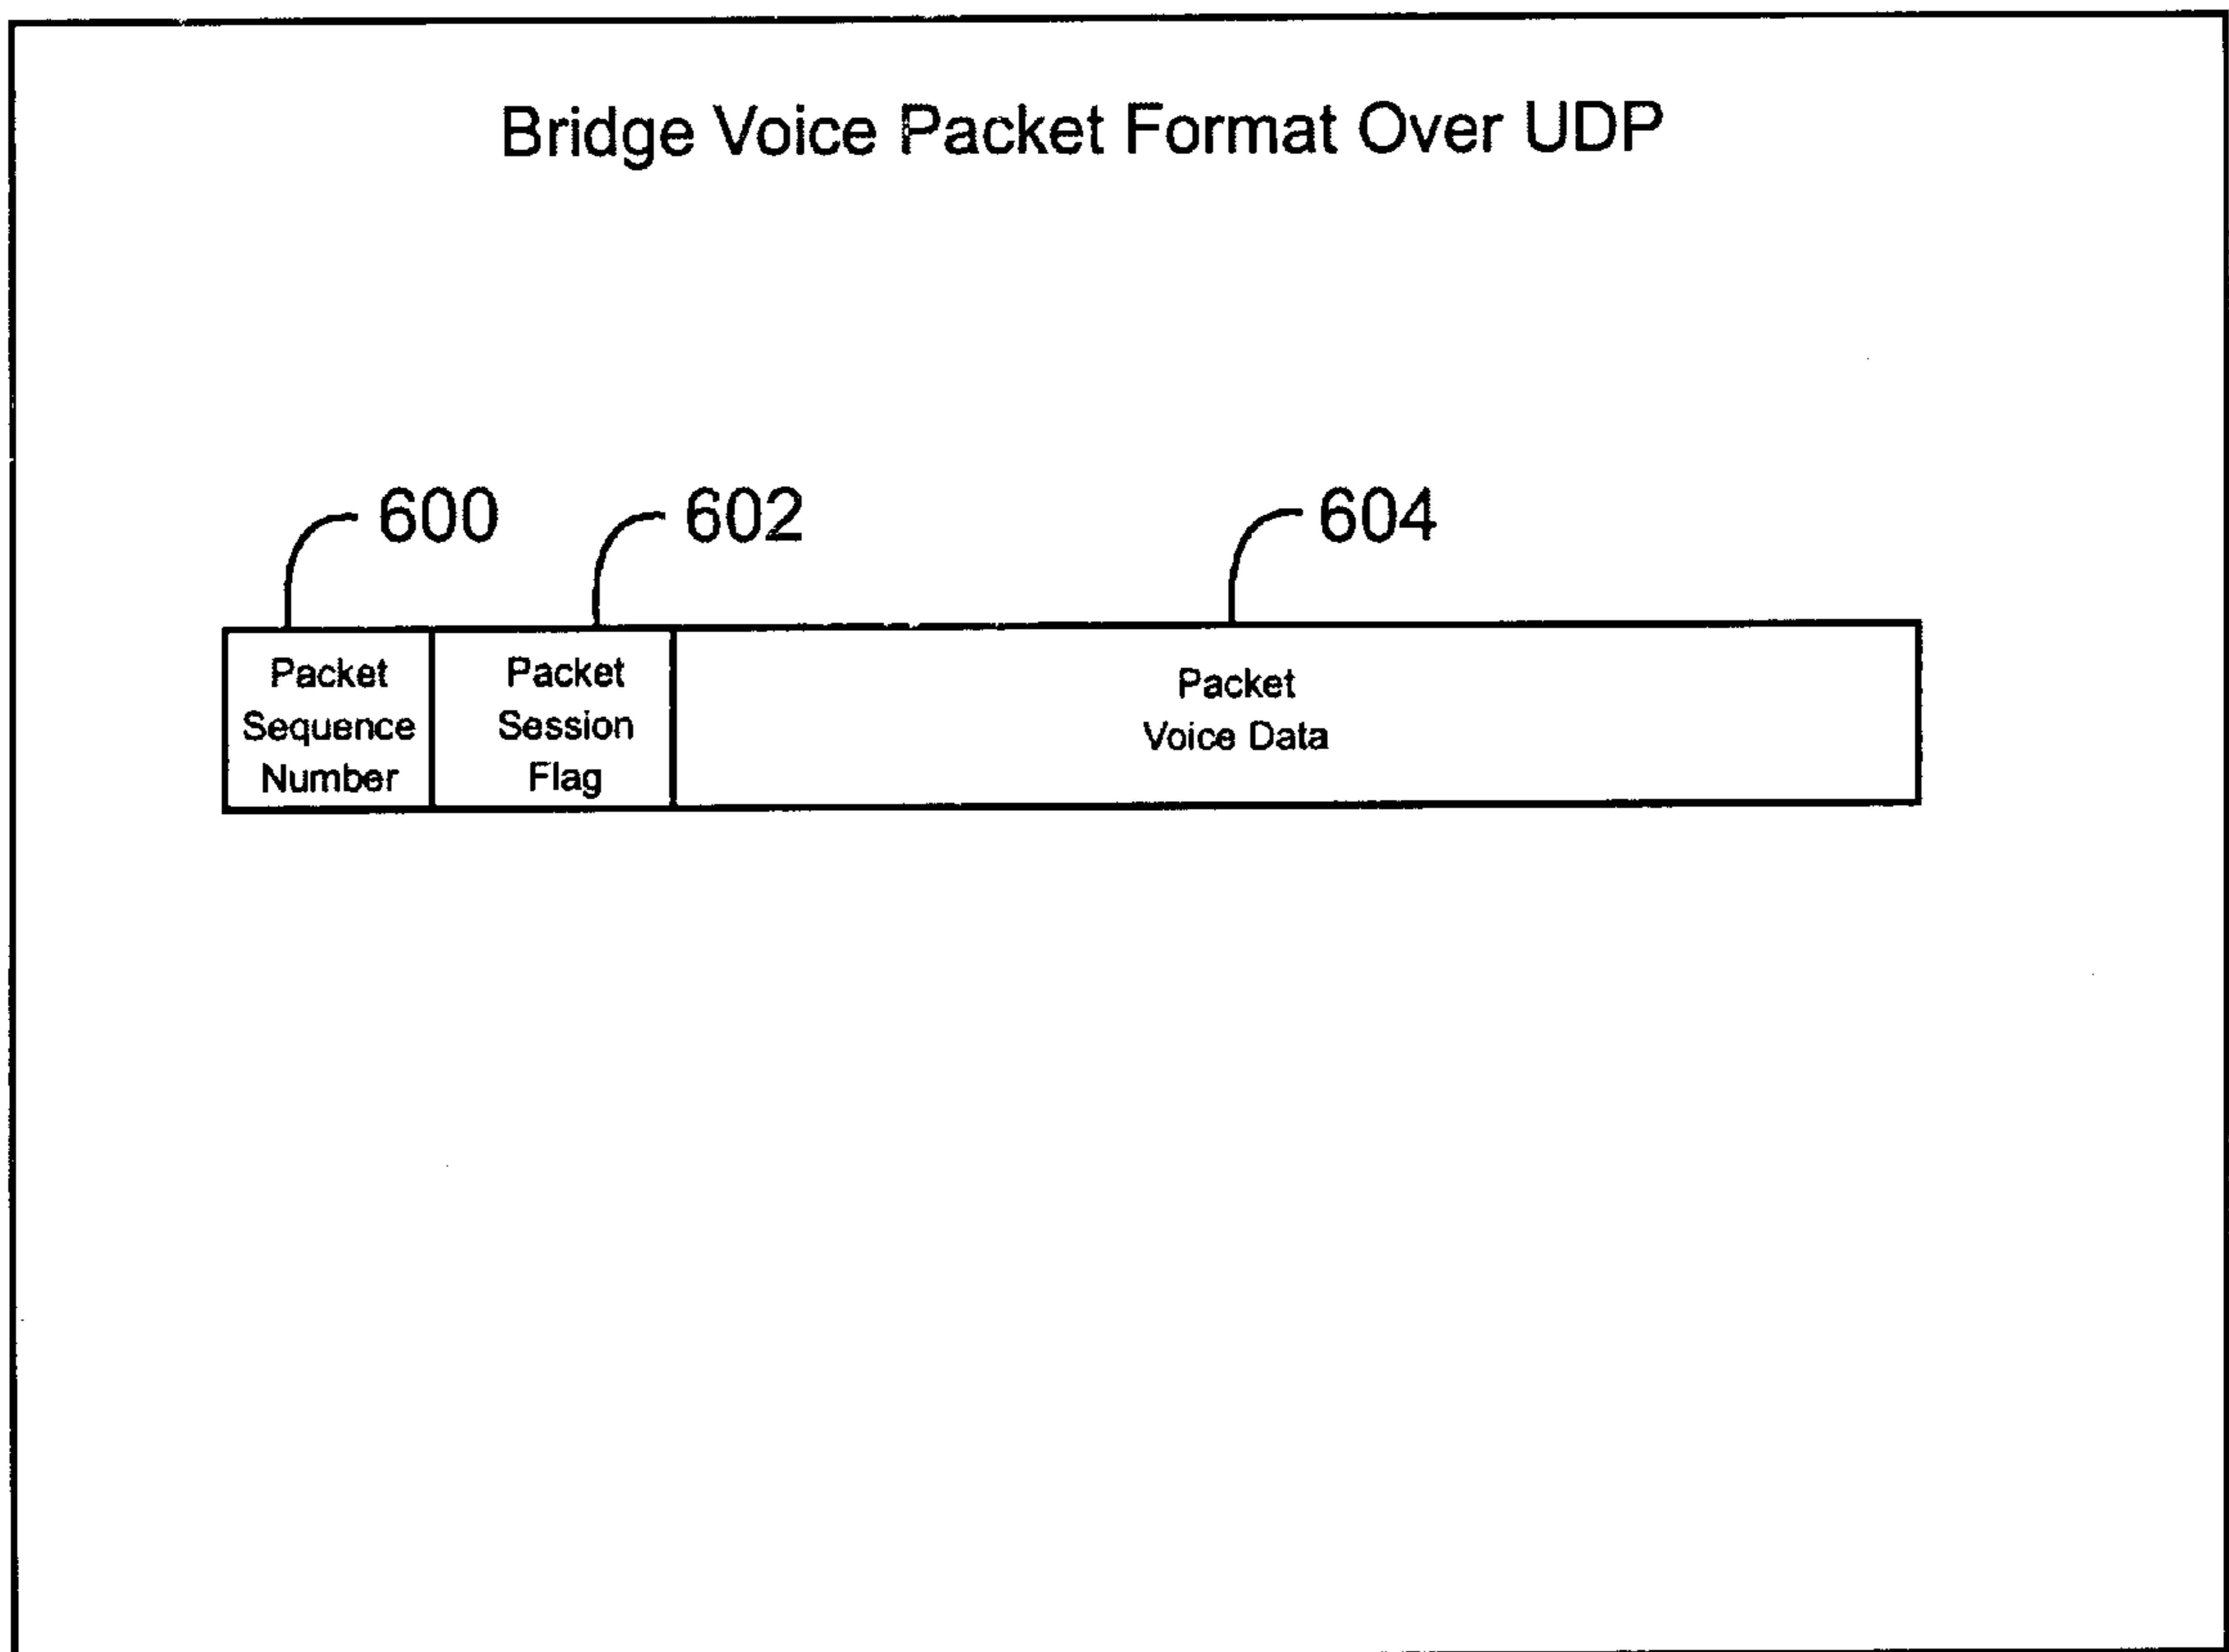 Bridge Voice Packet Format Over UDP
600 602 604
Packet
Sequence
Number
Packet
Session
Flag
Packet
Voice Data